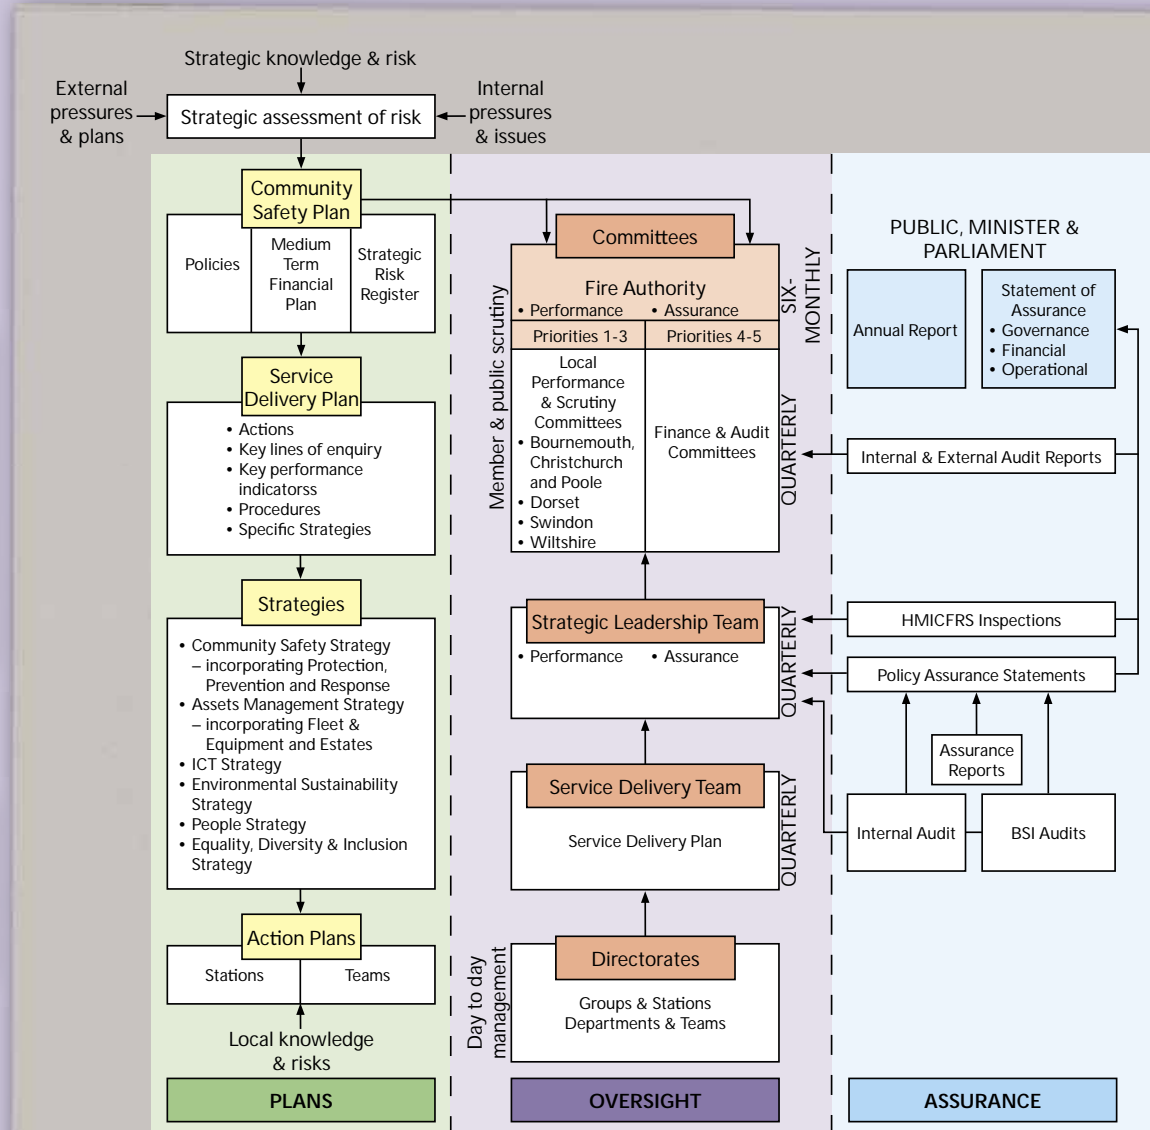 Strategic knowledge & risk
External
pressures
& plans
Strategic assessment of risk
Internal
pressures
& issues
Community
Safety Plan
Policies
Medium
Term
Financial
Plan
Strategic
Risk
Register
Service
Delivery Plan
• Actions
• Key lines of enquiry
• Key performance
indicatorss
• Procedures
• Specific Strategies
Strategies
• Community Safety Strategy
– incorporating Protection,
Prevention and Response
• Assets Management Strategy
– incorporating Fleet &
Equipment and Estates
• ICT Strategy
• Environmental Sustainability
Strategy
• People Strategy
• Equality, Diversity & Inclusion
Strategy
Action Plans
Stations
Teams
Local knowledge
& risks
PLANS
Committees
Fire Authority
• Performance
• Assurance
SIX-
MONTHLY
Member & public scrutiny
Priorities 1-3
Priorities 4-5
Local
Performance
& Scrutiny
Committees
• Bournemouth,
Christchurch
and Poole
• Dorset
• Swindon
• Wiltshire
Finance & Audit
Committees
QUARTERLY
Strategic Leadership Team
• Performance
• Assurance
QUARTERLY
Service Delivery Team
Service Delivery Plan
QUARTERLY
Day to day
management
Directorates
Groups & Stations
Departments & Teams
OVERSIGHT
PUBLIC, MINISTER &
PARLIAMENT
Annual Report
Statement of
Assurance
• Governance
• Financial
• Operational
Internal & External Audit Reports
HMICFRS Inspections
Policy Assurance Statements
Assurance
Reports
Internal Audit
BSI Audits
ASSURANCE